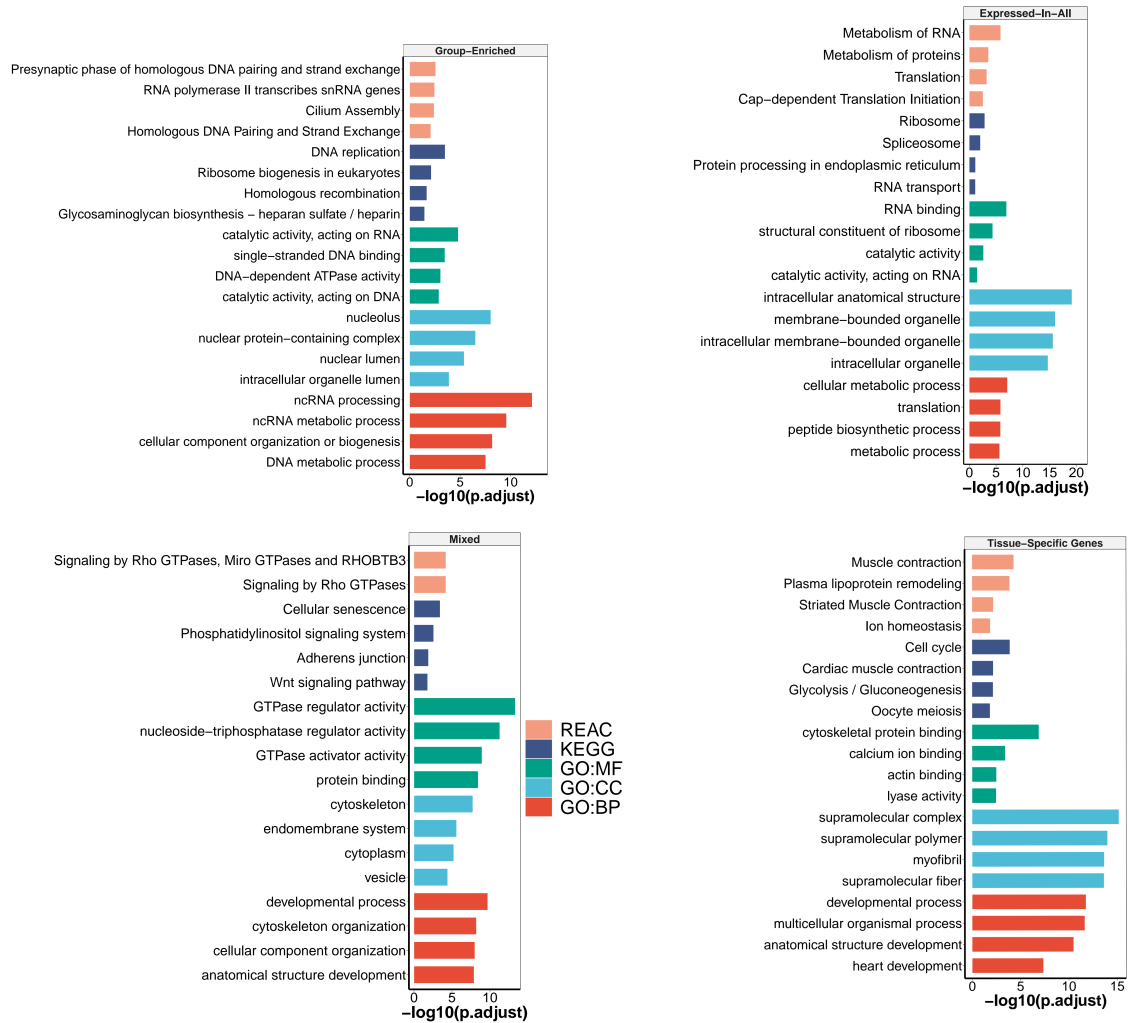 Group−Enriched
Presynaptic phase of homologous DNA pairing and strand exchange
RNA polymerase II transcribes snRNA genes
Cilium Assembly
Homologous DNA Pairing and Strand Exchange
DNA replication
Ribosome biogenesis in eukaryotes
Homologous recombination
Glycosaminoglycan biosynthesis − heparan sulfate / heparin
catalytic activity, acting on RNA
single−stranded DNA binding
DNA−dependent ATPase activity
catalytic activity, acting on DNA
nucleolus
nuclear protein−containing complex
nuclear lumen
intracellular organelle lumen
ncRNA processing
ncRNA metabolic process
cellular component organization or biogenesis
DNA metabolic process
0 5 10
−log10(p.adjust)
Expressed−In−All
Metabolism of RNA
Metabolism of proteins
Translation
Cap−dependent Translation Initiation
Ribosome
Spliceosome
Protein processing in endoplasmic reticulum
RNA transport
RNA binding
structural constituent of ribosome
catalytic activity
catalytic activity, acting on RNA
intracellular anatomical structure
membrane−bounded organelle
intracellular membrane−bounded organelle
intracellular organelle
cellular metabolic process
translation
peptide biosynthetic process
metabolic process
0 5 10 15 20
−log10(p.adjust)
Mixed
Signaling by Rho GTPases, Miro GTPases and RHOBTB3
Signaling by Rho GTPases
Cellular senescence
Phosphatidylinositol signaling system
Adherens junction
Wnt signaling pathway
GTPase regulator activity
nucleoside−triphosphatase regulator activity
GTPase activator activity
protein binding
cytoskeleton
endomembrane system
cytoplasm
vesicle
developmental process
cytoskeleton organization
cellular component organization
anatomical structure development
0 5 10
−log10(p.adjust)
REAC
KEGG
GO:MF
GO:CC
GO:BP
Tissue−Specific Genes
Muscle contraction
Plasma lipoprotein remodeling
Striated Muscle Contraction
Ion homeostasis
Cell cycle
Cardiac muscle contraction
Glycolysis / Gluconeogenesis
Oocyte meiosis
cytoskeletal protein binding
calcium ion binding
actin binding
lyase activity
supramolecular complex
supramolecular polymer
myofibril
supramolecular fiber
developmental process
multicellular organismal process
anatomical structure development
heart development
0 5 10 15
−log10(p.adjust)